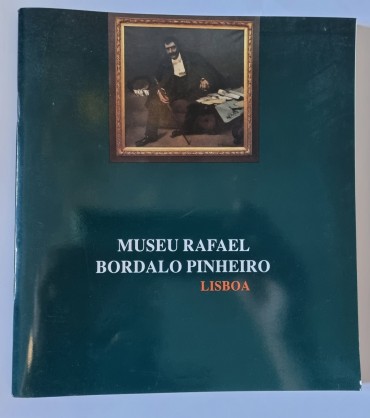 MUSEU RAFAEL
BORDALO PINHEIRO
LISBOA